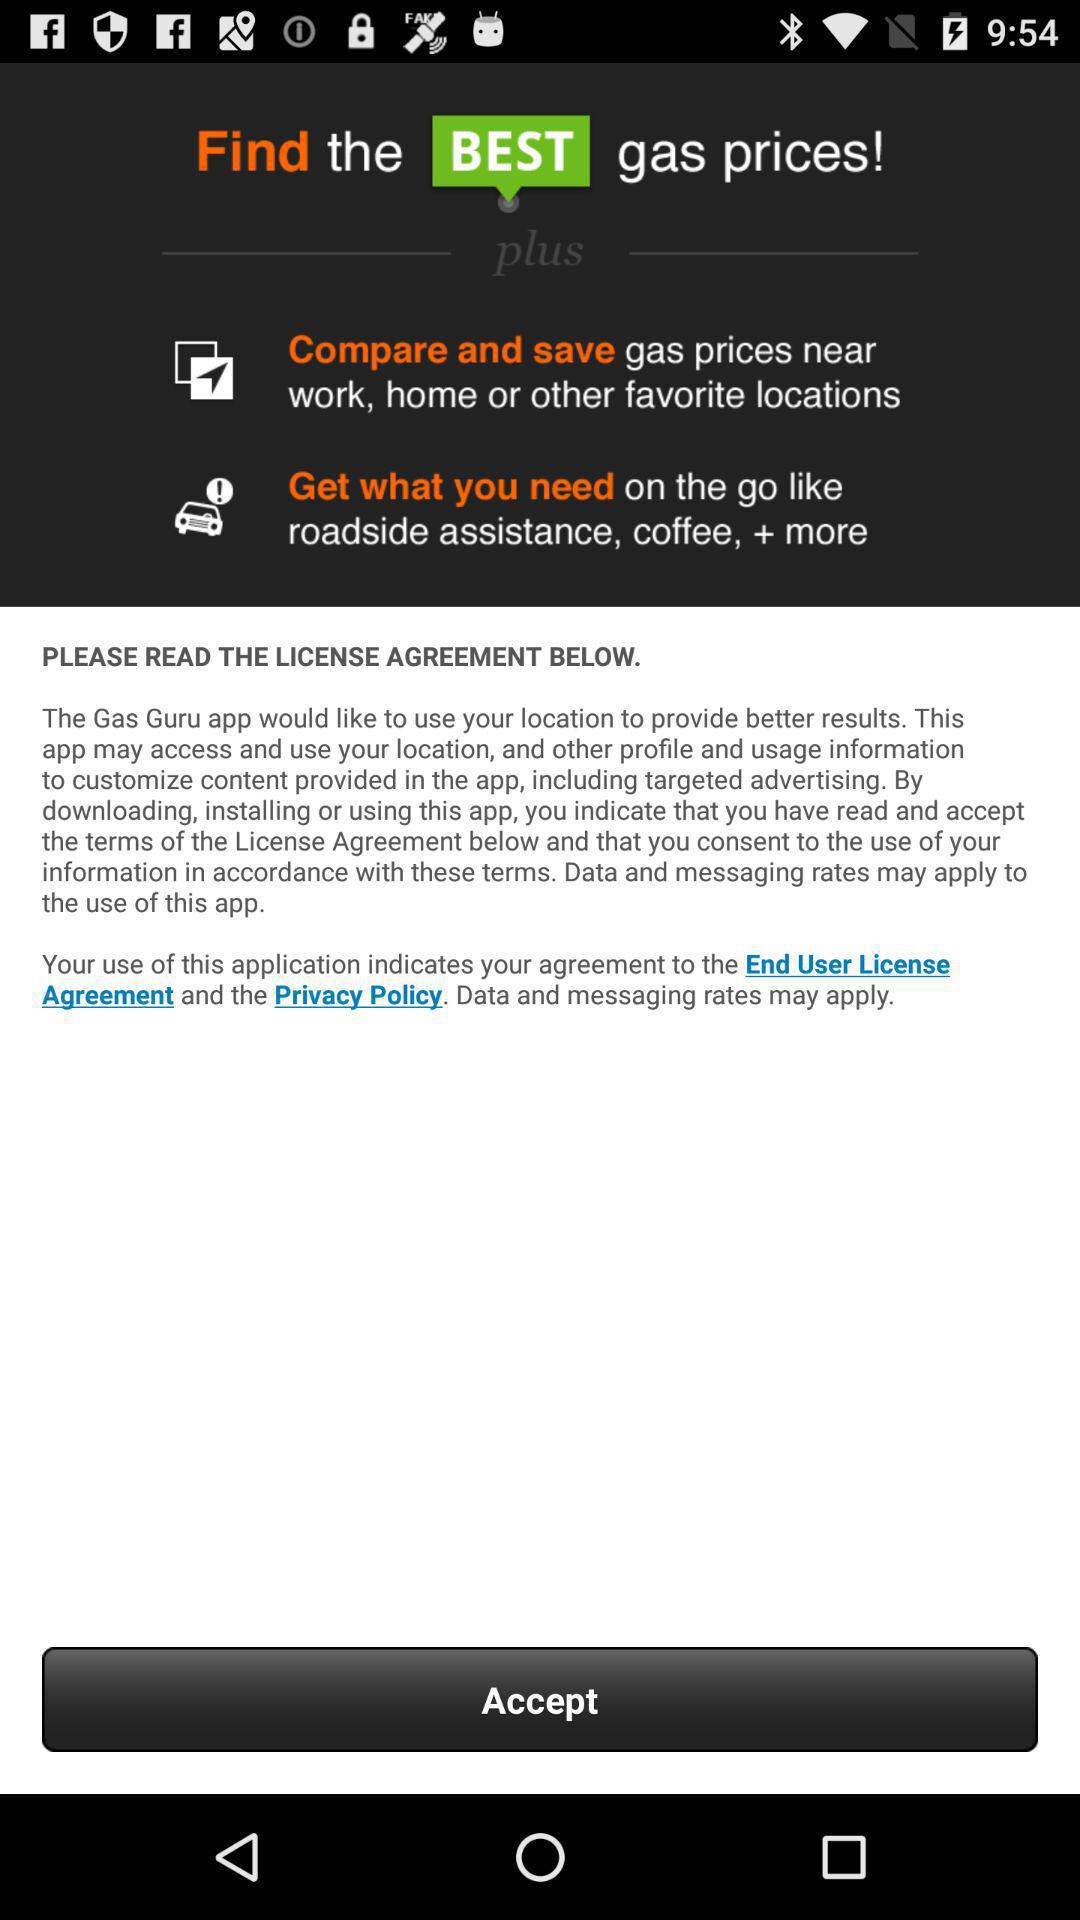 FAKE
9:54
Find the BEST gas prices!
plus
Compare and save gas prices near
work, home or other favorite locations
Get what you need on the go like
roadside assistance, coffee, + more
PLEASE READ THE LICENSE AGREEMENT BELOW.
The Gas Guru app would like to use your location to provide better results. This
app may access and use your location, and other profile and usage information
to customize content provided in the app, including targeted advertising. By
downloading, installing or using this app, you indicate that you have read and accept
the terms of the License Agreement below and that you consent to the use of your
information in accordance with these terms. Data and messaging rates may apply to
the use of this app.
Your use of this application indicates your agreement to the End User License
Agreement and the Privacy Policy. Data and messaging rates may apply.
Accept